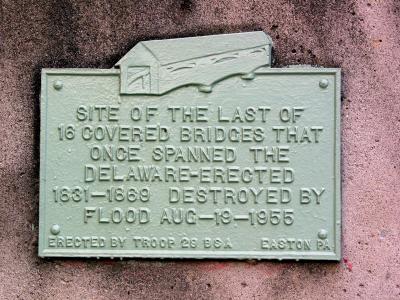 SITE OF THE LAST OF
16 COVERED BRIDGES THAT
ONCE SPANNED THE
DELAWARE-ERECTED
1831-1869 DESTROYED BY
FLOOD AUG-19-1955
ERECTED BY TROOP 26 BSA EASTON PA